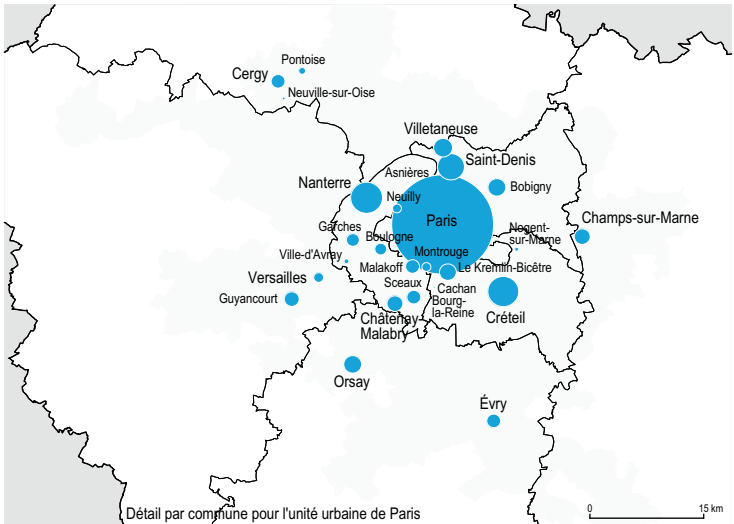 Pontoise
Cergy
Neuville-sur-Oise
Villetaneuse
Saint-Denis
Asnières
Nanterre
Neuilly
Bobigny
Paris
Champs-sur-Marne
Garches
Boulogne
Nogent-
sur-Marne
Ville-d'Avray
Montrouge
Malakoff
Le Kremlin-Bicêtre
Versailles
Sceaux
Cachan
Guyancourt
Bourg-
la-Reine
Châtenay-
Malabry
Créteil
Orsay
Évry
Détail par commune pour l'unité urbaine de Paris
0
15 km